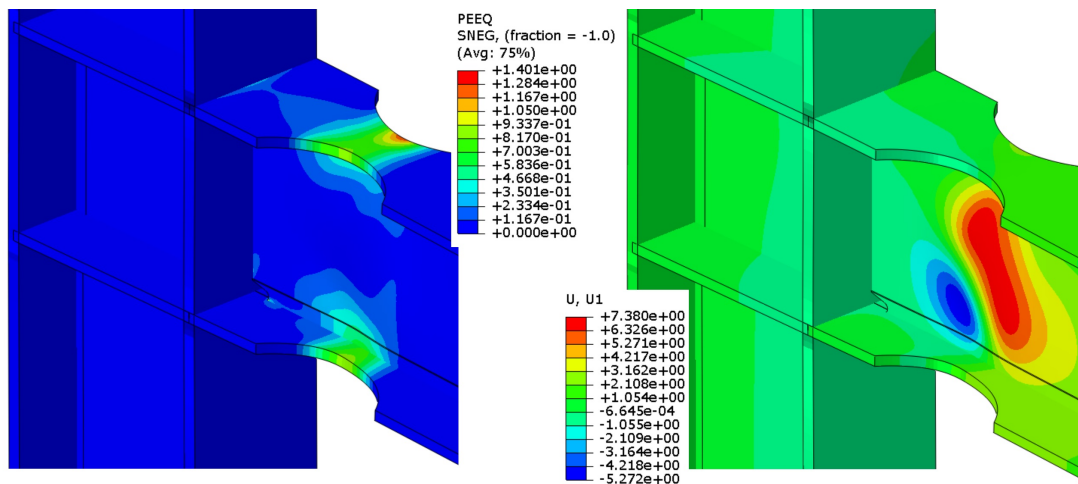 PEEQ
SNEG, (fraction = -1.0)
(Avg: 75%)
+1.401e+00
+1.284e+00
+1.167e+00
+1.050e+00
+9.337e-01
+8.170e-01
+7.003e-01
+5.836e-01
+4.668e-01
+3.501e-01
+2.334e-01
+1.167e-01
+0.000e+00
U, U1
+7.380e+00
+6.326e+00
+5.271e+00
+4.217e+00
+3.162e+00
+2.108e+00
+1.054e+00
-6.645e-04
-1.055e+00
-2.109e+00
-3.164e+00
-4.218e+00
-5.272e+00